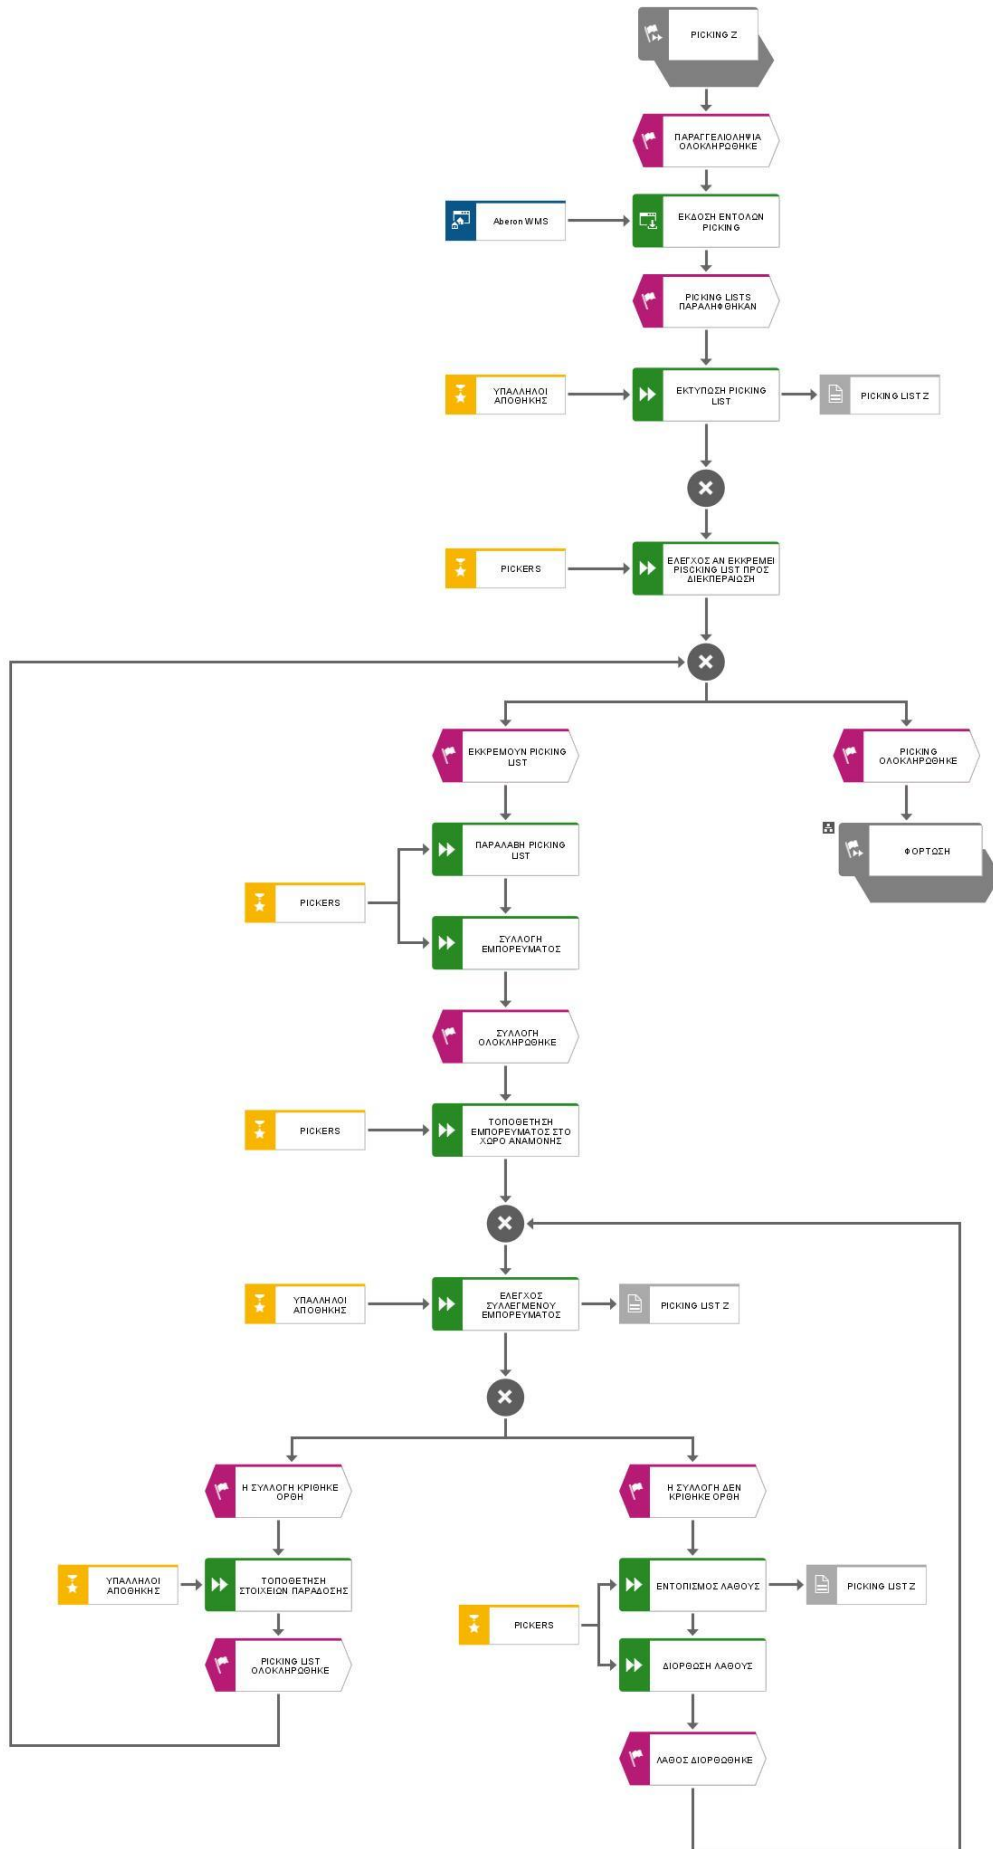 PICKING Z
ΠΑΡΑΓΓΕΛΙΟΛΗΨΙΑ
ΟΛΟΚΛΗΡΩΘΗΚΕ
Aberon WMS
ΕΚΔΟΣΗ ΕΝΤΟΛΩΝ
PICKING
PICKING LISTS
ΠΑΡΑΛΗΦΘΗΚΑΝ
ΥΠΑΛΛΗΛΟΙ
ΑΠΟΘΗΚΗΣ
ΕΚΤΥΠΩΣΗ PICKING
LIST
PICKING LIST Z
PICKERS
ΕΛΕΓΧΟΣ ΑΝ ΕΚΚΡΕΜΕΙ
PISCKING LIST ΠΡΟΣ
ΔΙΕΚΠΕΡΑΙΩΣΗ
ΕΚΚΡΕΜΟΥΝ PICKING
LIST
PICKING
ΟΛΟΚΛΗΡΩΘΗΚΕ
ΠΑΡΑΛΑΒΗ PICKING
LIST
ΦΟΡΤΩΣΗ
PICKERS
ΣΥΛΛΟΓΗ
ΕΜΠΟΡΕΥΜΑΤΟΣ
ΣΥΛΛΟΓΗ
ΟΛΟΚΛΗΡΩΘΗΚΕ
PICKERS
ΤΟΠΟΘΕΤΗΣΗ
ΕΜΠΟΡΕΥΜΑΤΟΣ ΣΤΟ
ΧΩΡΟ ΑΝΑΜΟΝΗΣ
ΥΠΑΛΛΗΛΟΙ
ΑΠΟΘΗΚΗΣ
ΕΛΕΓΧΟΣ
ΣΥΛΛΕΓΜΕΝΟΥ
ΕΜΠΟΡΕΥΜΑΤΟΣ
PICKING LIST Z
Η ΣΥΛΛΟΓΗ ΚΡΙΘΗΚΕ
ΟΡΘΗ
Η ΣΥΛΛΟΓΗ ΔΕΝ
ΚΡΙΘΗΚΕ ΟΡΘΗ
ΥΠΑΛΛΗΛΟΙ
ΑΠΟΘΗΚΗΣ
ΤΟΠΟΘΕΤΗΣΗ
ΣΤΟΙΧΕΙΩΝ ΠΑΡΑΔΟΣΗΣ
ΕΝΤΟΠΙΣΜΟΣ ΛΑΘΟΥΣ
PICKING LIST Z
PICKERS
PICKING LIST
ΟΛΟΚΛΗΡΩΘΗΚΕ
ΔΙΟΡΘΩΣΗ ΛΑΘΟΥΣ
ΛΑΘΟΣ ΔΙΟΡΘΩΘΗΚΕ